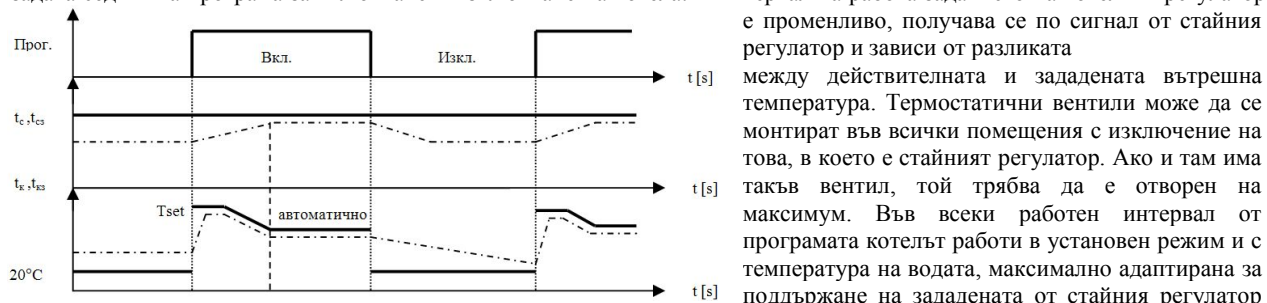 е променливо, получава се по сигнал от стайния
регулатор и зависи от разликата
между действителната и зададената вътрешна
температура. Термостатични вентили може да се
монтират във всички помещения с изключение на
това, в което е стайният регулатор. Ако и там има
такъв вентил, той трябва да е отворен на
максимум. Във всеки работен интервал от
програмата котелът работи в установен режим и с
температура на водата, максимално адаптирана за
поддържане на зададената от стайния регулатор
Прог.
Вкл.
Изкл.
t [s]
tс ,tсз
tк ,tкз
t [s]
Tset
автоматично
20°C
t [s]